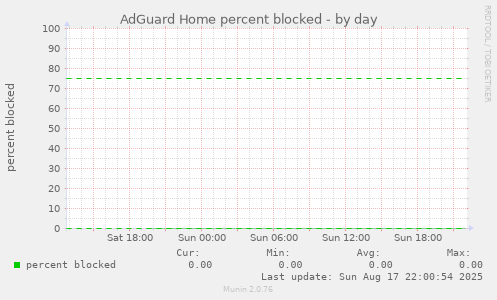 AdGuard Home percent blocked - by day
RRDTOOL / TOBI OETIKER
percent blocked
100
90
80
70
60
50
40
30
20
10
0
Sat 18:00 Sun 00:00 Sun 06:00 Sun 12:00 Sun 18:00
Cur: Min: Avg: Max:
percent blocked 0.00 0.00 0.00 0.00
Last update: Sun Aug 17 22:00:54 2025
Munin 2.0.76